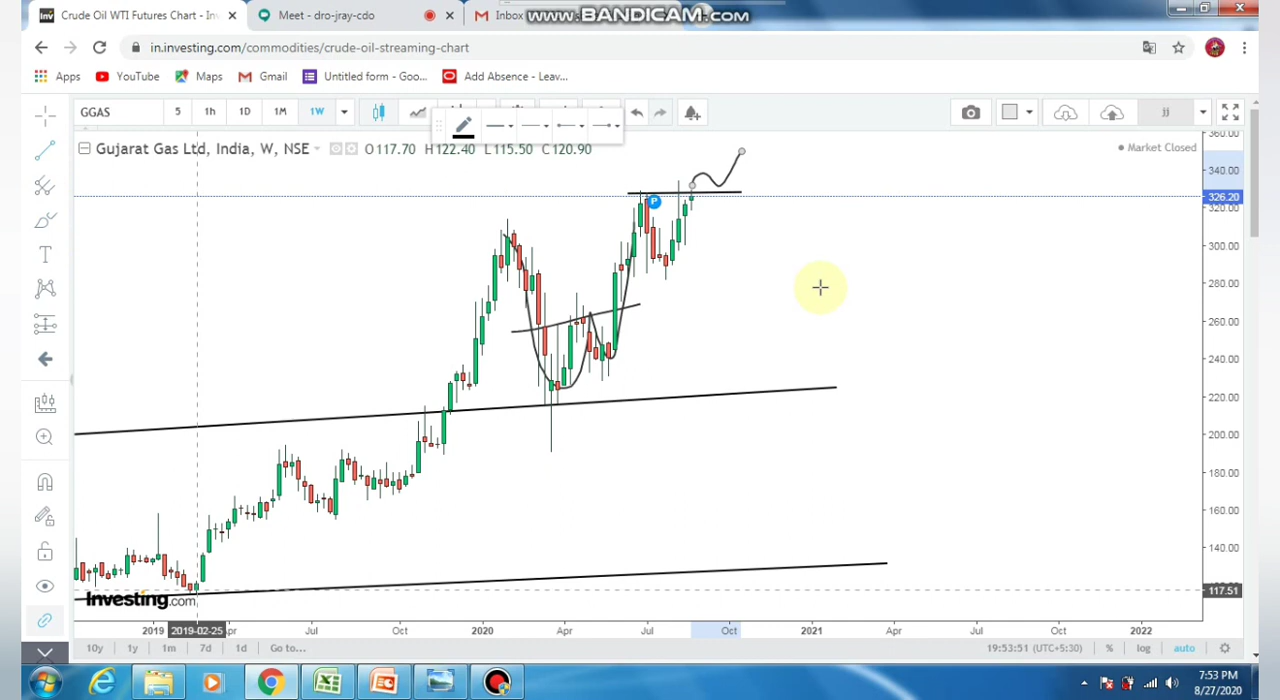 Crude Oil WTI Futures Chart - Inv
Meet - dro-jray-cdo
Inbox
www.BANDICAM.com
in.investing.com/commodities/crude-oil-streaming-chart
Apps
YouTube
Maps
Gmail
Untitled form - Goo...
Add Absence - Leav...
GGAS
5
1h
1D
1M
1W
jj
Gujarat Gas Ltd, India, W, NSE
O117.70 H122.40 L115.50 C120.90
Market Closed
360.00
340.00
326.20
320.00
300.00
280.00
260.00
240.00
220.00
200.00
180.00
160.00
140.00
117.51
P
T
Investing.com
2019
2019-02-25
Jul
Oct
2020
Apr
Jul
Oct
2021
Apr
Jul
Oct
2022
10y
1y
1m
7d
1d
Go to...
19:53:51 (UTC+5:30)
%
log
auto
7:53 PM
8/27/2020